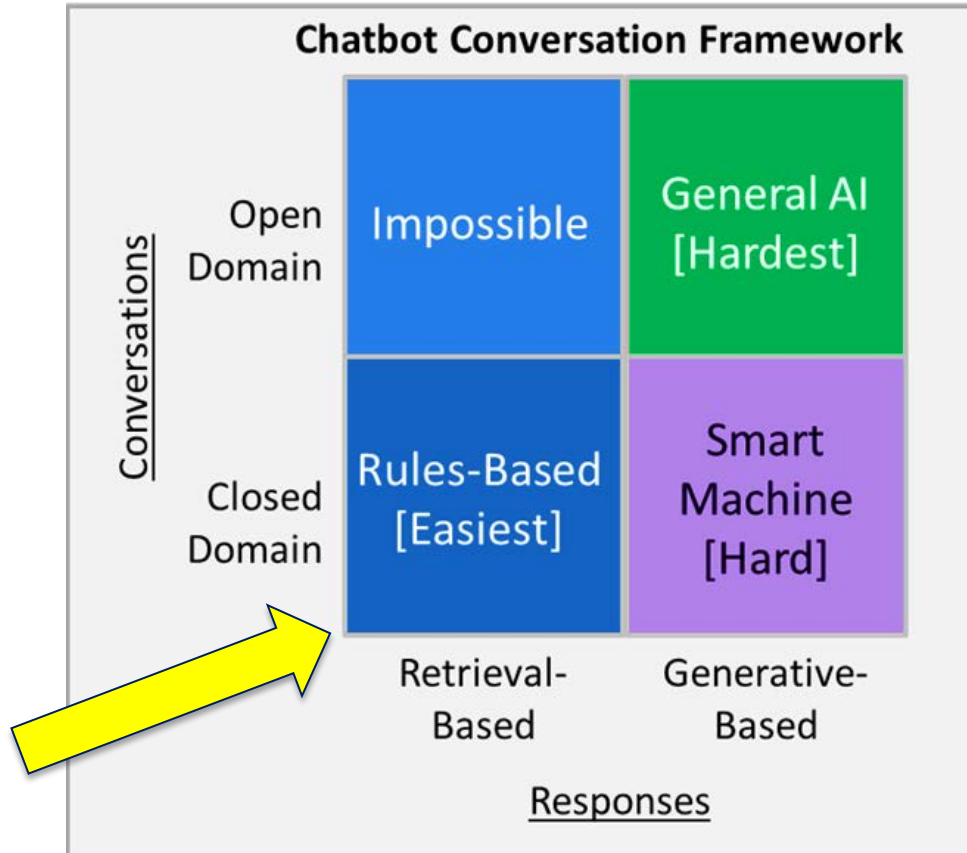 Chatbot Conversation Framework
Conversations
Open
Domain
Impossible
General AI
[Hardest]
Closed
Domain
Rules-Based
[Easiest]
Smart
Machine
[Hard]
Retrieval-
Based
Generative-
Based
Responses